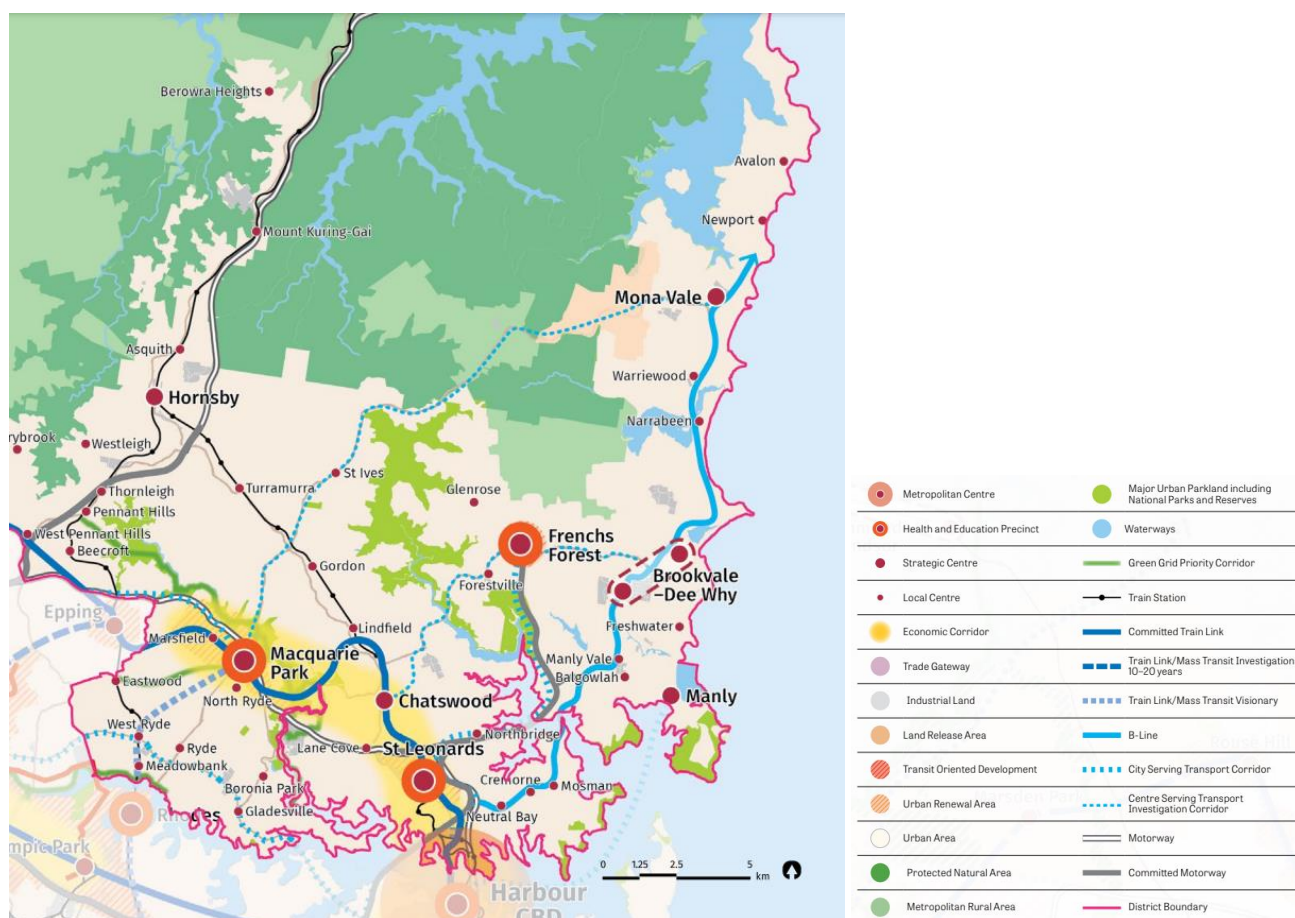 Berowra Heights
Avalon
Newport
Mount Kuring-Gai
Mona Vale
Asquith
Warriewood
Hornsby
Narrabeen
rybrook
Westleigh
St Ives
Turramurra
Glenrose
Thornleigh
Pennant Hills
West Pennant Hills
Beecroft
Frenchs
Forest
Gordon
Forestville
Brookvale
–Dee Why
Epping
Marsfield
Lindfield
Freshwater
Macquarie
Park
Manly Vale
Balgowlah
Eastwood
North Ryde
Chatswood
Manly
West Ryde
Ryde
Lane Cove
St Leonards
Northbridge
Meadowbank
Boronia Park
Cremorne
Mosman
Gladesville
Neutral Bay
Rhodes
mpic Park
Harbour
CBD
0 1.25 2.5 5
km
Metropolitan Centre
Health and Education Precinct
Strategic Centre
Local Centre
Economic Corridor
Trade Gateway
Industrial Land
Land Release Area
Transit Oriented Development
Urban Renewal Area
Urban Area
Protected Natural Area
Metropolitan Rural Area
Major Urban Parkland including
National Parks and Reserves
Waterways
Green Grid Priority Corridor
Train Station
Committed Train Link
Train Link/Mass Transit Investigation
10–20 years
Train Link/Mass Transit Visionary
B-Line
City Serving Transport Corridor
Centre Serving Transport
Investigation Corridor
Motorway
Committed Motorway
District Boundary